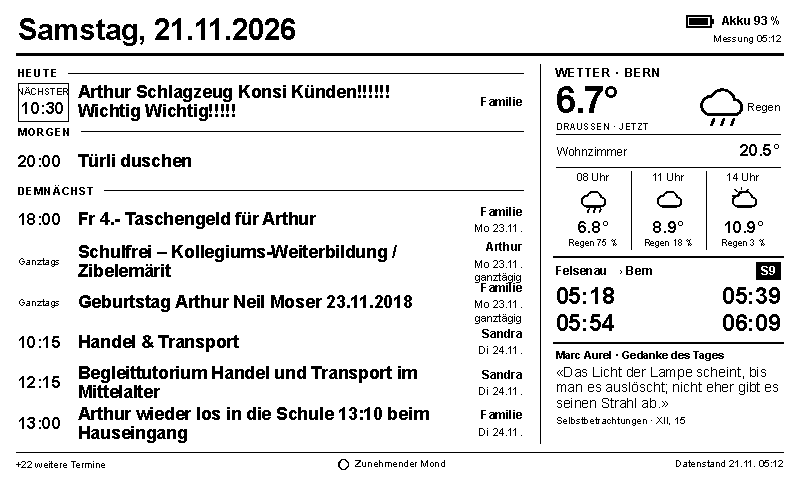 Samstag, 21.11.2026
Akku 93 %
Messung 05:12
HEUTE
NÄCHSTER
10:30
Arthur Schlagzeug Konsi Künden!!!!!!
Wichtig Wichtig!!!!!
Familie
MORGEN
20:00
Türli duschen
DEMNÄCHST
18:00
Fr 4.- Taschengeld für Arthur
Familie
Mo 23.11.
Ganztags
Schulfrei – Kollegiums-Weiterbildung /
Zibelemärit
Arthur
Mo 23.11.
ganztägig
Ganztags
Geburtstag Arthur Neil Moser 23.11.2018
Familie
Mo 23.11.
ganztägig
10:15
Handel & Transport
Sandra
Di 24.11.
12:15
Begleittutorium Handel und Transport im
Mittelalter
Sandra
Di 24.11.
13:00
Arthur wieder los in die Schule 13:10 beim
Hauseingang
Familie
Di 24.11.
WETTER · BERN
6.7°
Regen
DRAUSSEN · JETZT
Wohnzimmer 20.5°
08 Uhr 11 Uhr 14 Uhr
6.8° 8.9° 10.9°
Regen 75 % Regen 18 % Regen 3 %
Felsenau › Bern S9
05:18 05:39
05:54 06:09
Marc Aurel · Gedanke des Tages
«Das Licht der Lampe scheint, bis
man es auslöscht; nicht eher gibt es
seinen Strahl ab.»
Selbstbetrachtungen · XII, 15
+22 weitere Termine
Zunehmender Mond
Datenstand 21.11. 05:12